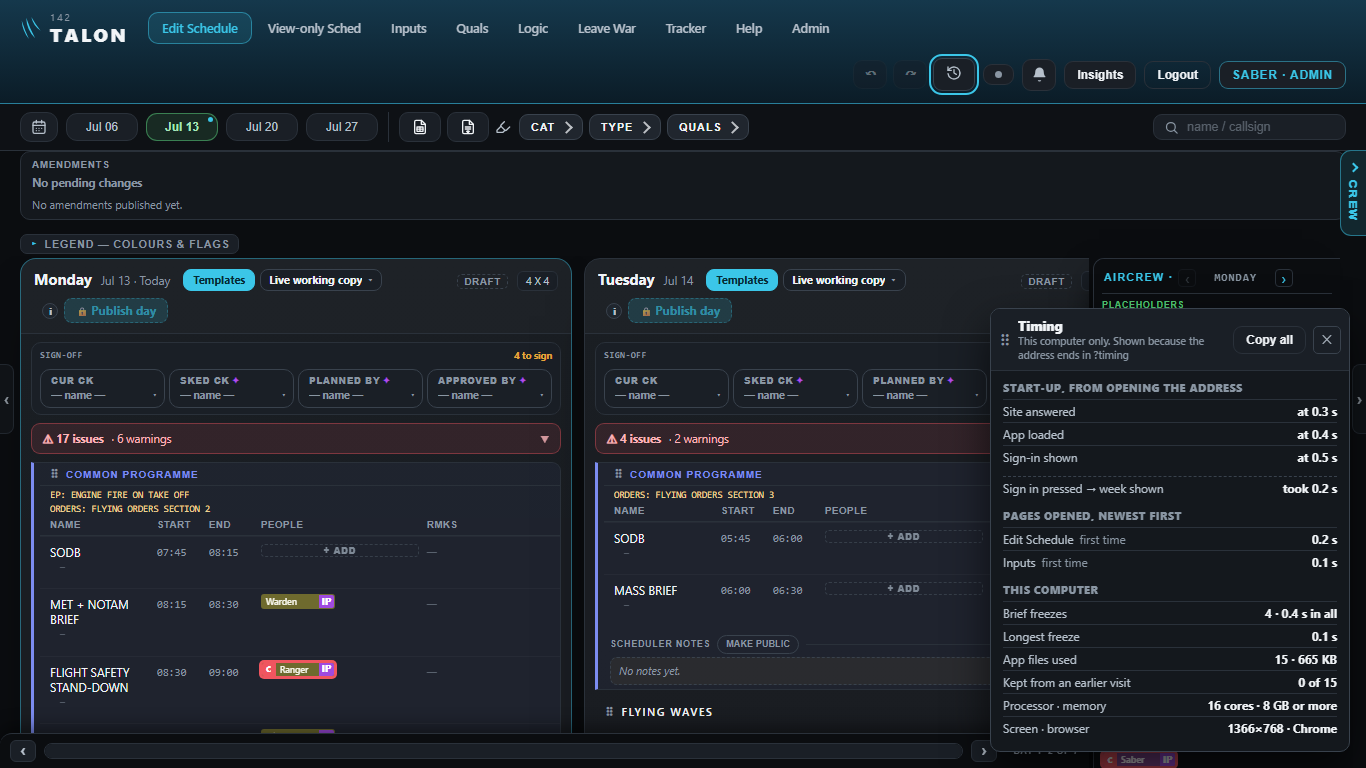 142
TALON
Edit Schedule
View-only Sched
Inputs
Quals
Logic
Leave War
Tracker
Help
Admin
Insights
Logout
SABER · ADMIN
Jul 06
Jul 13
Jul 20
Jul 27
CAT
TYPE
QUALS
name / callsign
AMENDMENTS
No pending changes
No amendments published yet.
CREW
LEGEND — COLOURS & FLAGS
Monday Jul 13 · Today
Templates
Live working copy
DRAFT
4 X 4
i
Publish day
SIGN-OFF
4 to sign
CUR CK
— name —
SKED CK
— name —
PLANNED BY
— name —
APPROVED BY
— name —
17 issues · 6 warnings
COMMON PROGRAMME
EP: ENGINE FIRE ON TAKE OFF
ORDERS: FLYING ORDERS SECTION 2
NAME START END PEOPLE RMKS
SODB 07:45 08:15 + ADD —
–
MET + NOTAM BRIEF 08:15 08:30 Warden IP —
–
FLIGHT SAFETY STAND-DOWN 08:30 09:00 C Ranger IP —
–
Tuesday Jul 14
Templates
Live working copy
DRAFT
i
Publish day
SIGN-OFF
CUR CK
— name —
SKED CK
— name —
PLANNED BY
— name —
4 issues · 2 warnings
COMMON PROGRAMME
ORDERS: FLYING ORDERS SECTION 3
NAME START END PEOPLE
SODB 05:45 06:00 + ADD
–
MASS BRIEF 06:00 06:30 + ADD
–
SCHEDULER NOTES
MAKE PUBLIC
No notes yet.
FLYING WAVES
AIRCREW ·
MONDAY
PLACEHOLDERS
Timing
This computer only. Shown because the
address ends in ?timing
Copy all
START-UP, FROM OPENING THE ADDRESS
Site answered at 0.3 s
App loaded at 0.4 s
Sign-in shown at 0.5 s
Sign in pressed → week shown took 0.2 s
PAGES OPENED, NEWEST FIRST
Edit Schedule first time 0.2 s
Inputs first time 0.1 s
THIS COMPUTER
Brief freezes 4 · 0.4 s in all
Longest freeze 0.1 s
App files used 15 · 665 KB
Kept from an earlier visit 0 of 15
Processor · memory 16 cores · 8 GB or more
Screen · browser 1366×768 · Chrome
C Saber IP